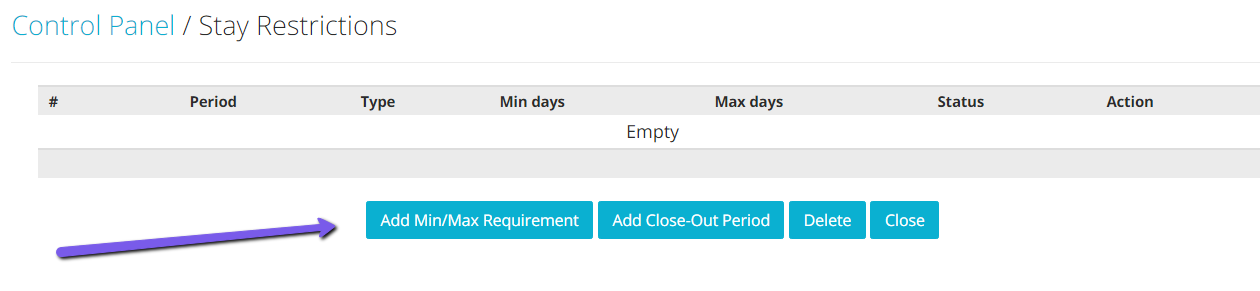 Control Panel / Stay Restrictions
# Period Type Min days Max days Status Action
Empty
Add Min/Max Requirement Add Close-Out Period Delete Close